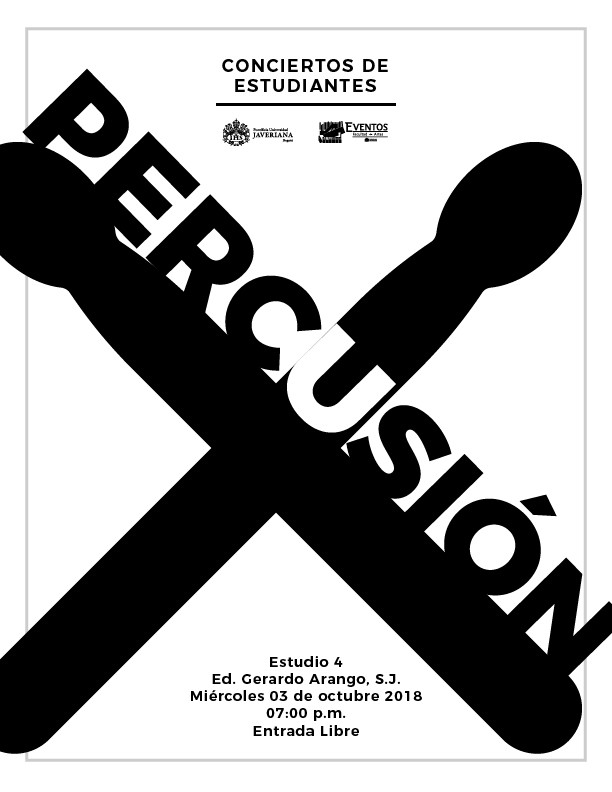 CONCIERTOS DE
ESTUDIANTES
Pontificia Universidad
JAVERIANA
Bogotá
EVENTOS
Facultad de Artes
PERCUSIÓN
Estudio 4
Ed. Gerardo Arango, S.J.
Miércoles 03 de octubre 2018
07:00 p.m.
Entrada Libre